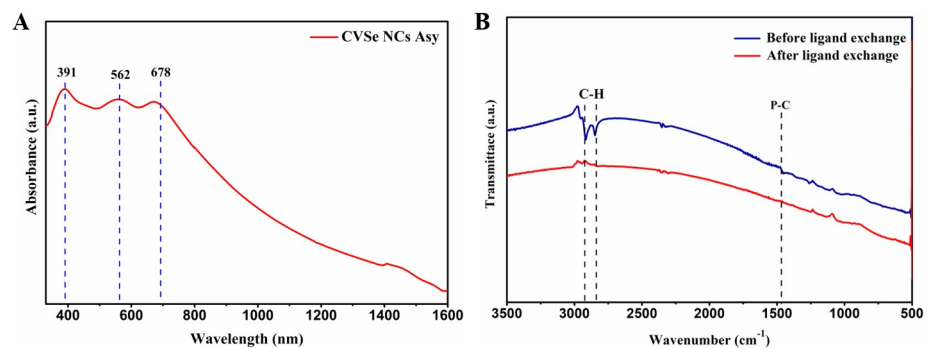 A
CVSe NCs Asy
391
562
678
Absorbance (a.u.)
400
600
800
1000
1200
1400
1600
Wavelength (nm)
B
Before ligand exchange
After ligand exchange
C-H
P-C
Transmittace (a.u.)
3500
3000
2500
2000
1500
1000
500
Wavenumber (cm⁻¹)